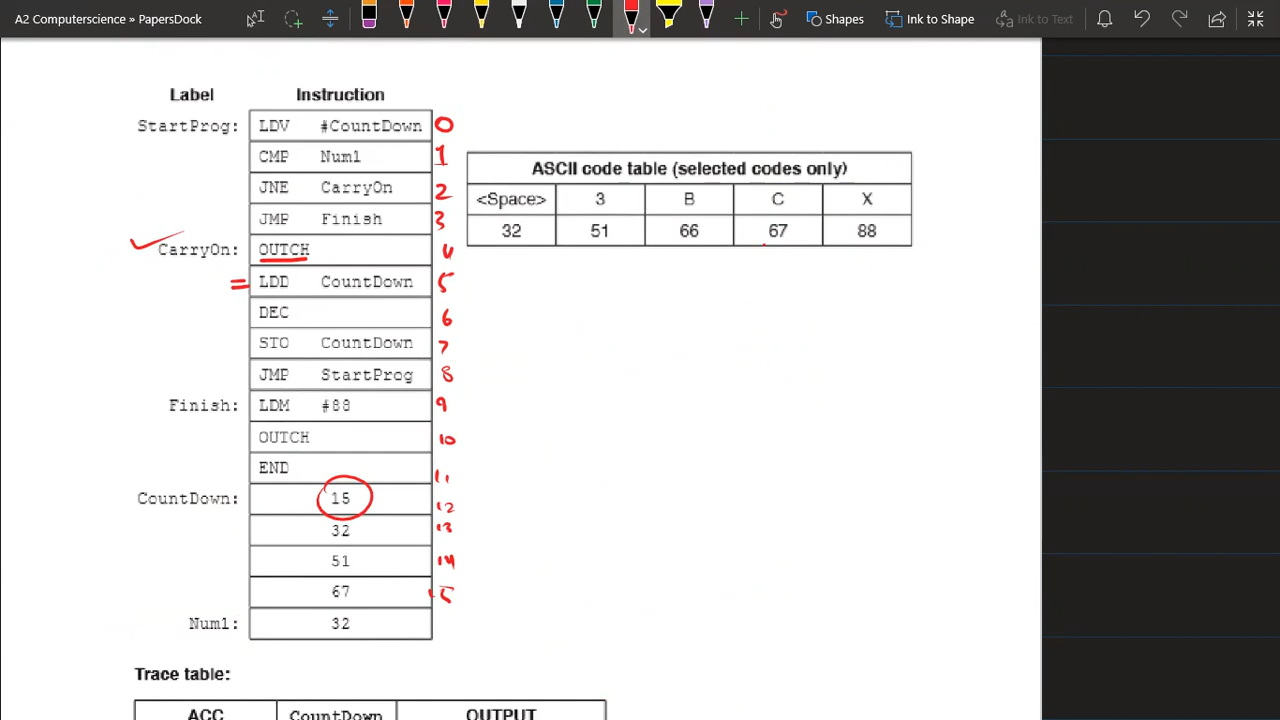 A2 Computerscience » PapersDock
Shapes
Ink to Shape
Ink to Text
Label Instruction
StartProg: LDV #CountDown 0
CMP Num1 1
JNE CarryOn 2
JMP Finish 3
CarryOn: OUTCH 4
= LDD CountDown 5
DEC 6
STO CountDown 7
JMP StartProg 8
Finish: LDM #88 9
OUTCH 10
END 11
CountDown: 15 12
32 13
51 14
67 15
Num1: 32
ASCII code table (selected codes only)
<Space> 3 B C X
32 51 66 67 88
Trace table:
ACC CountDown OUTPUT